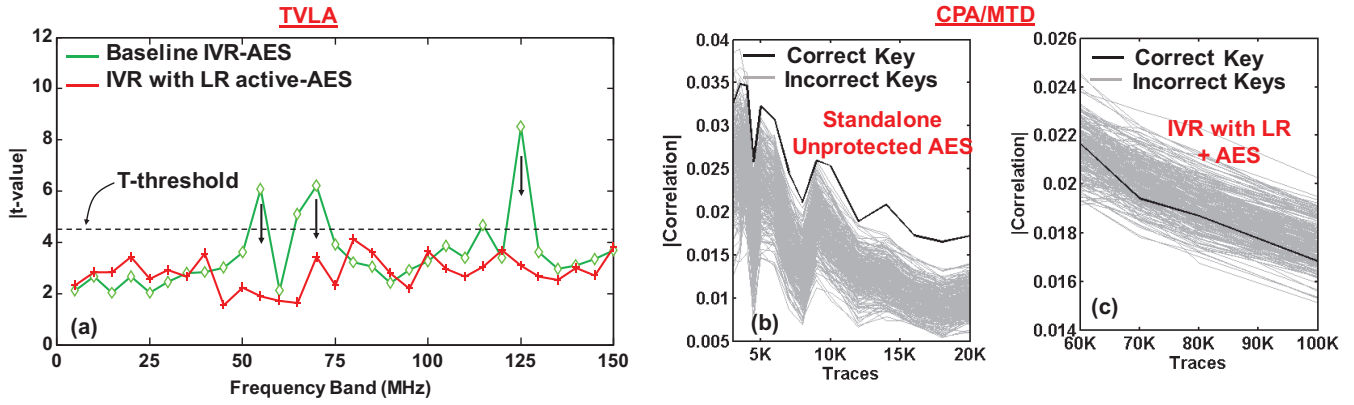 TVLA
CPA/MTD
12
10
8
6
4
2
0
|t-value|
Baseline IVR-AES
IVR with LR active-AES
T-threshold
(a)
0
25
50
75
100
125
150
Frequency Band (MHz)
0.04
0.035
0.03
0.025
0.02
0.015
0.01
0.005
|Correlation|
Correct Key
Incorrect Keys
Standalone
Unprotected AES
(b)
5K
10K
15K
20K
Traces
0.026
0.024
0.022
0.02
0.018
0.016
0.014
|Correlation|
Correct Key
Incorrect Keys
IVR with LR
+ AES
(c)
60K
70K
80K
90K
100K
Traces